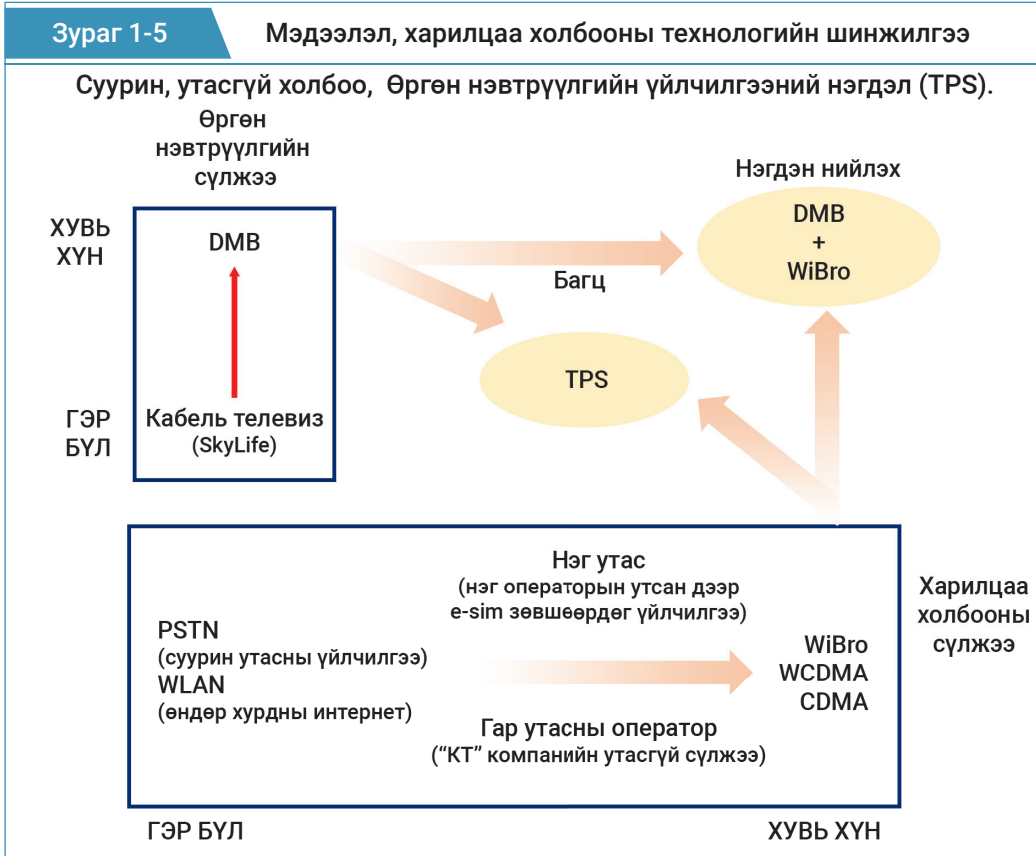 Зураг 1-5
Мэдээлэл, харилцаа холбооны технологийн шинжилгээ
Суурин, утасгүй холбоо, Өргөн нэвтрүүлгийн үйлчилгээний нэгдэл (TPS).
Өргөн
нэвтрүүлгийн
сүлжээ
ХУВЬ
ХҮН
DMB
Кабель телевиз
(SkyLife)
ГЭР
БҮЛ
Багц
Нэгдэн нийлэх
DMB
+
WiBro
TPS
Нэг утас
(нэг операторын утсан дээр
e-sim зөвшөөрдөг үйлчилгээ)
PSTN
(суурин утасны үйлчилгээ)
WLAN
(өндөр хурдны интернет)
WiBro
WCDMA
CDMA
Гар утасны оператор
(“КТ” компанийн утасгүй сүлжээ)
Харилцаа
холбооны
сүлжээ
ГЭР БҮЛ
ХУВЬ ХҮН